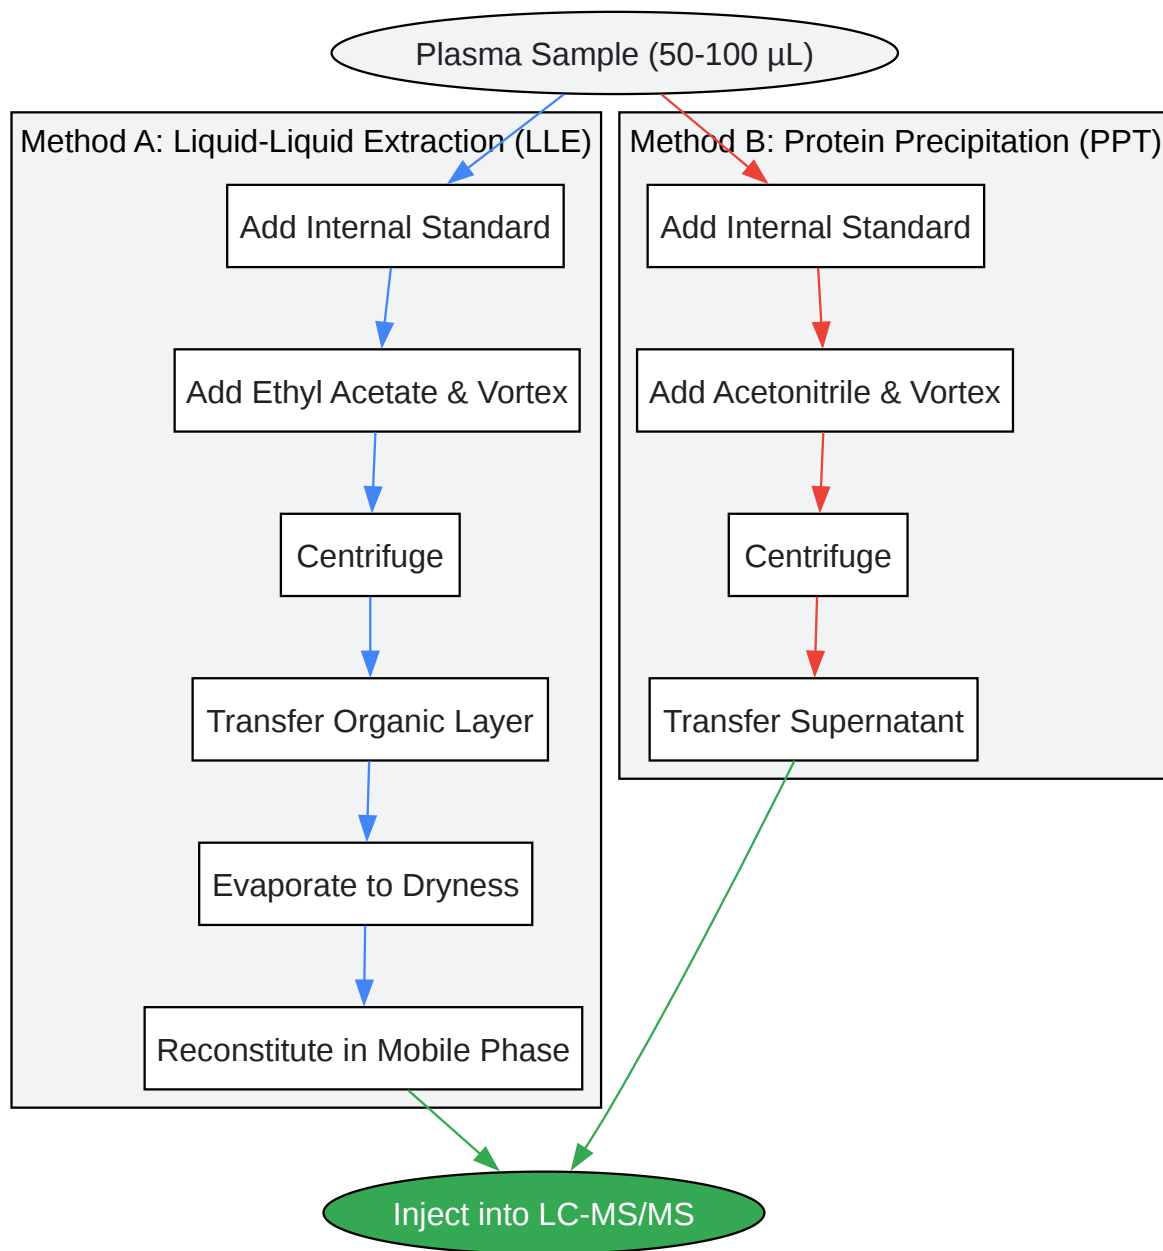 Plasma Sample (50-100 µL)
Method A: Liquid-Liquid Extraction (LLE)
Add Internal Standard
Add Ethyl Acetate & Vortex
Centrifuge
Transfer Organic Layer
Evaporate to Dryness
Reconstitute in Mobile Phase
Method B: Protein Precipitation (PPT)
Add Internal Standard
Add Acetonitrile & Vortex
Centrifuge
Transfer Supernatant
Inject into LC-MS/MS